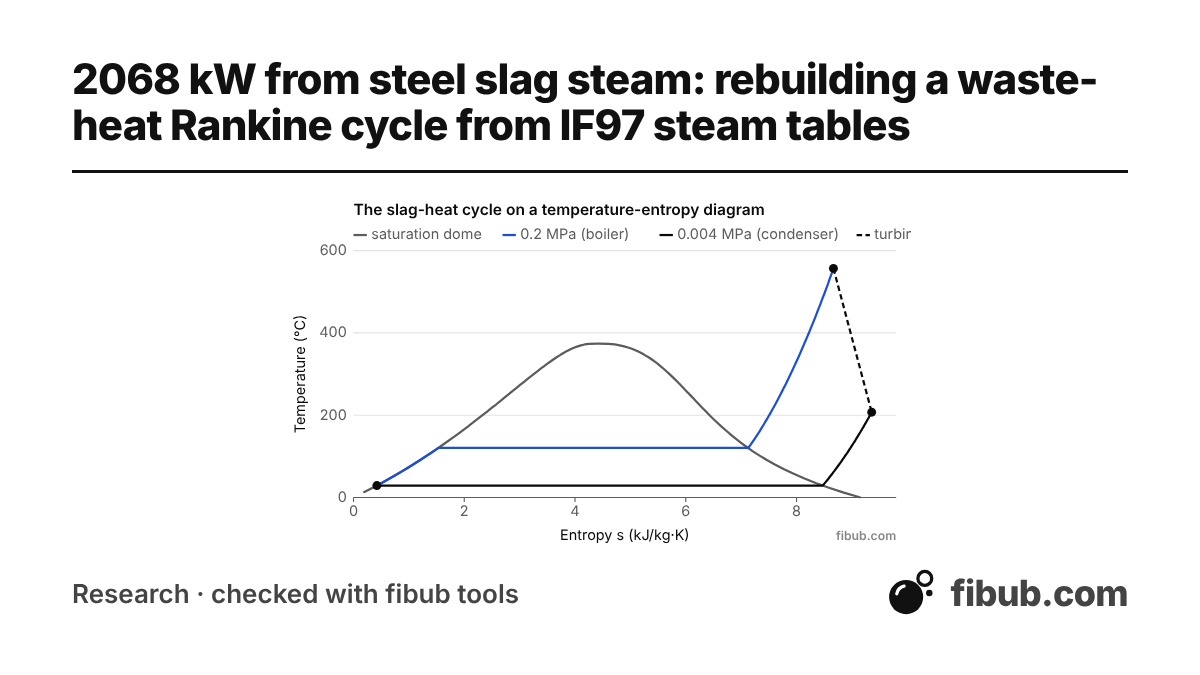 2068 kW from steel slag steam: rebuilding a waste-
heat Rankine cycle from IF97 steam tables
The slag-heat cycle on a temperature-entropy diagram
saturation dome 0.2 MPa (boiler) 0.004 MPa (condenser) turbir
600
400
200
0
Temperature (°C)
0 2 4 6 8
Entropy s (kJ/kg·K)
fibub.com
Research · checked with fibub tools
fibub.com